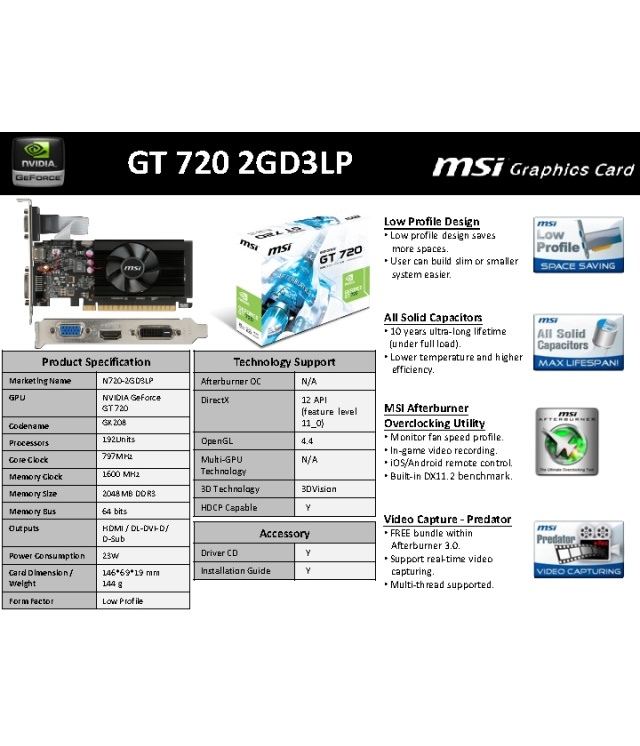 NVIDIA
GEFORCE
GT 720 2GD3LP
msi Graphics Card
msi
msi
msi
GT 720
GT 720
Low Profile Design
• Low profile design saves
more spaces.
• User can build slim or smaller
system easier.
msi
Low
Profile
SPACE SAVING
All Solid Capacitors
• 10 years ultra-long lifetime
(under full load).
• Lower temperature and higher
efficiency.
msi
All Solid
Capacitors
MAX LIFESPAN!
MSI Afterburner
Overclocking Utility
• Monitor fan speed profile.
• In-game video recording.
• iOS/Android remote control.
• Built-in DX11.2 benchmark.
msi
AFTERBURNER
The Ultimate Overclocking Tool
Video Capture - Predator
• FREE bundle within
Afterburner 3.0.
• Support real-time video
capturing.
• Multi-thread supported.
msi
Predator
VIDEO CAPTURING
Product Specification
Marketing Name N720-2GD3LP
GPU NVIDIA GeForce
GT 720
Codename GK208
Processors 192Units
Core Clock 797MHz
Memory Clock 1600 MHz
Memory Size 2048MB DDR3
Memory Bus 64 bits
Outputs HDMI / DL-DVI-D/
D-Sub
Power Consumption 23W
Card Dimension / 146*69*19 mm
Weight 144 g
Form Factor Low Profile
Technology Support
Afterburner OC N/A
DirectX 12 API
(feature level
11_0)
OpenGL 4.4
Multi-GPU N/A
Technology
3D Technology 3DVision
HDCP Capable Y
Accessory
Driver CD Y
Installation Guide Y